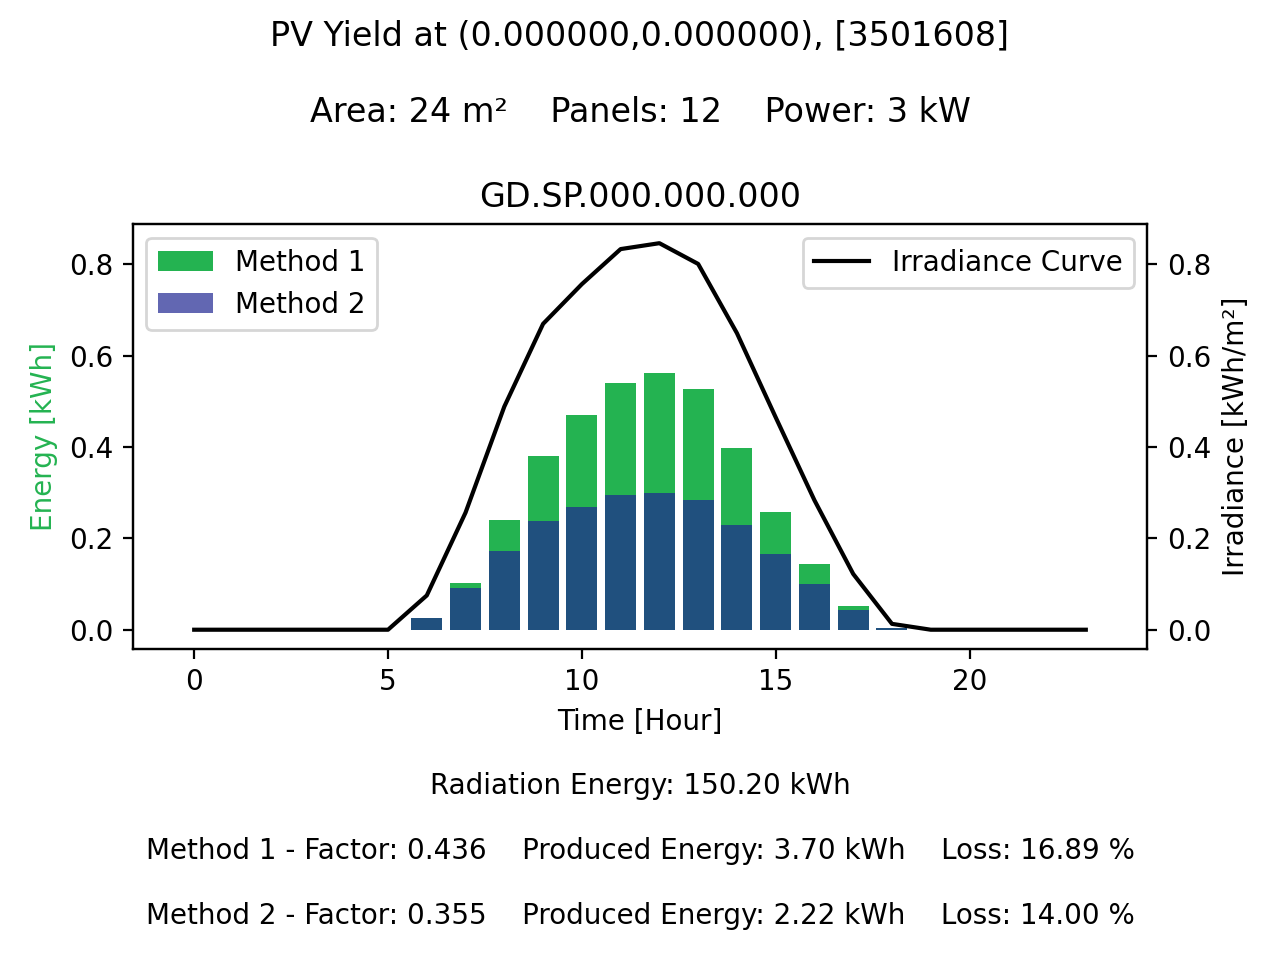 PV Yield at (0.000000,0.000000), [3501608]
Area: 24 m²    Panels: 12    Power: 3 kW
GD.SP.000.000.000
Method 1
Method 2
Irradiance Curve
Energy [kWh]
0.8
0.6
0.4
0.2
0.0
0.8
0.6
0.4
0.2
0.0
Irradiance [kWh/m²]
0 5 10 15 20
Time [Hour]
Radiation Energy: 150.20 kWh
Method 1 - Factor: 0.436    Produced Energy: 3.70 kWh    Loss: 16.89 %
Method 2 - Factor: 0.355    Produced Energy: 2.22 kWh    Loss: 14.00 %